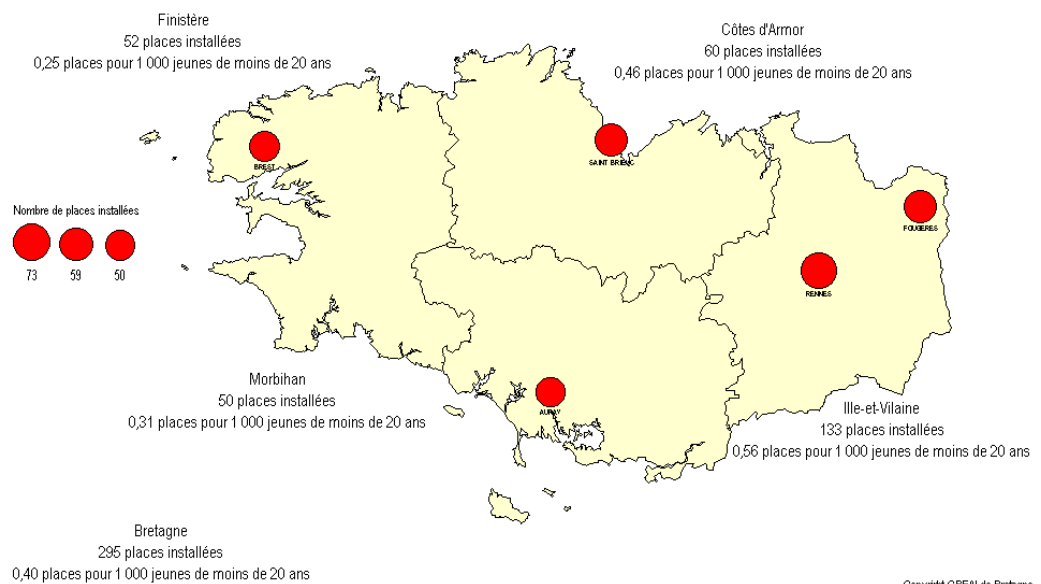 Finistère
52 places installées
0,25 places pour 1 000 jeunes de moins de 20 ans
Côtes d'Armor
60 places installées
0,46 places pour 1 000 jeunes de moins de 20 ans
BREST
SAINT BRIEUC
FOUGERES
RENNES
Nombre de places installées
73 59 50
Morbihan
50 places installées
0,31 places pour 1 000 jeunes de moins de 20 ans
AURAY
Ille-et-Vilaine
133 places installées
0,56 places pour 1 000 jeunes de moins de 20 ans
Bretagne
295 places installées
0,40 places pour 1 000 jeunes de moins de 20 ans